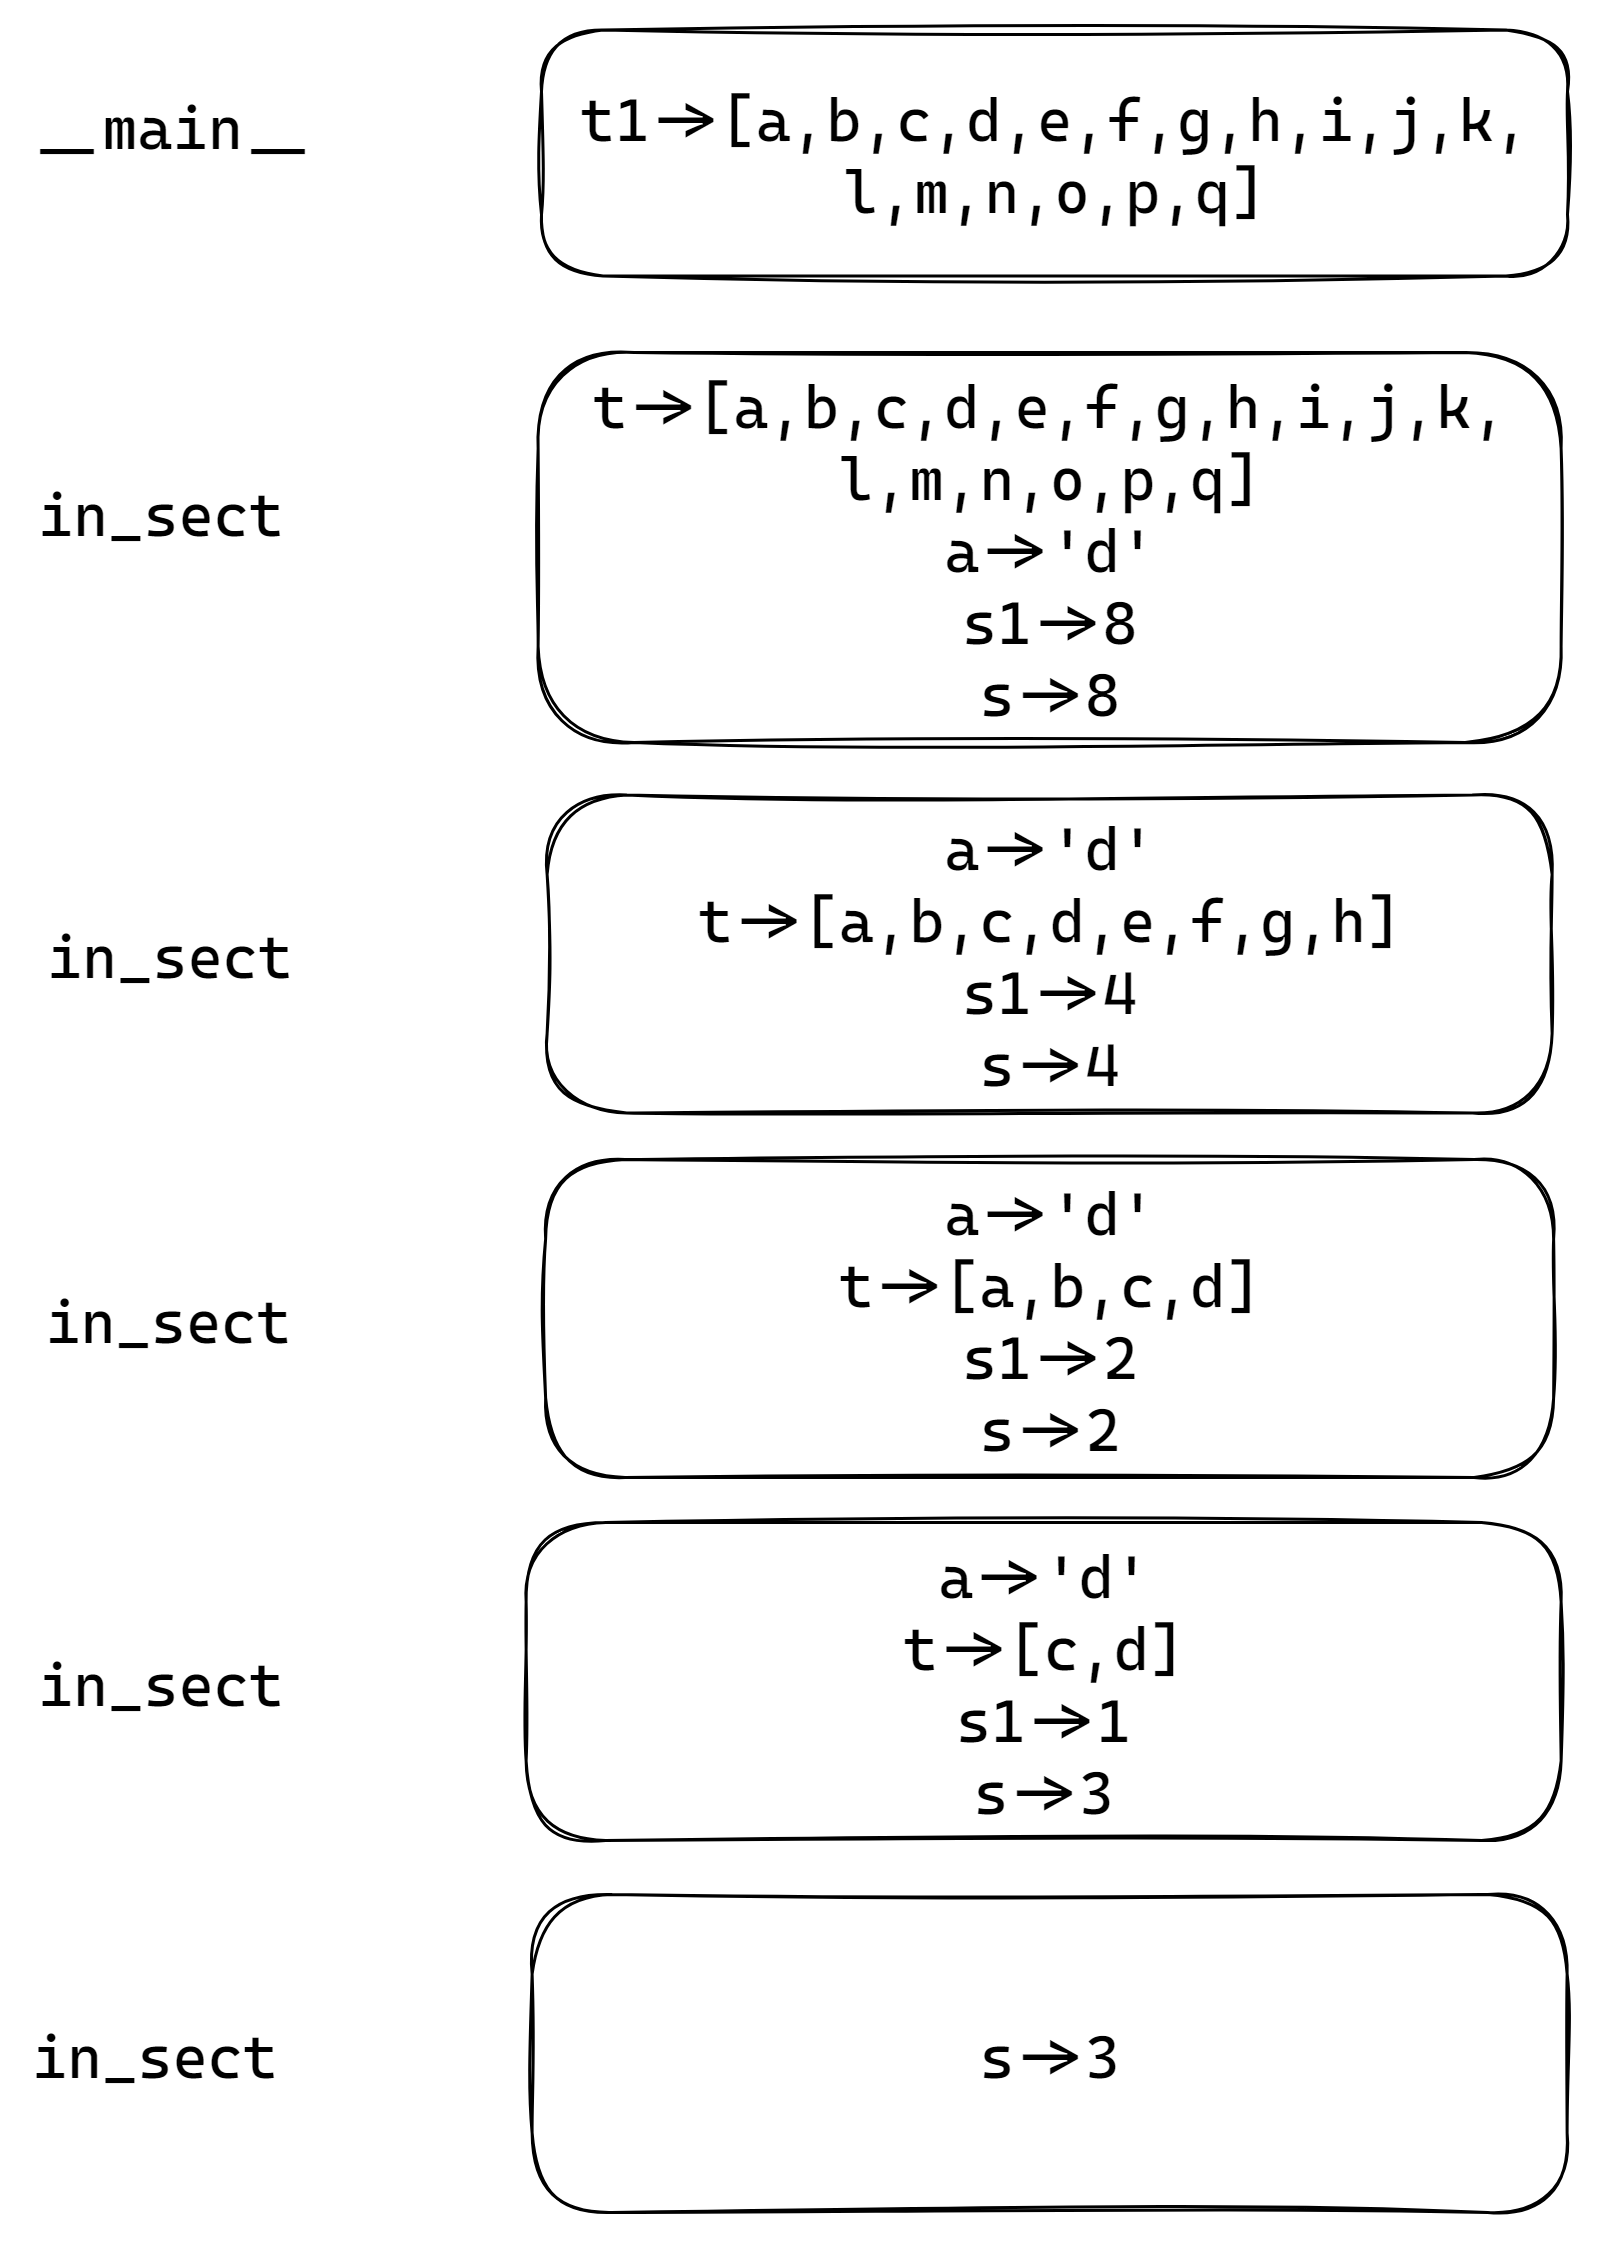 __main__
t1→[a,b,c,d,e,f,g,h,i,j,k,
l,m,n,o,p,q]
in_sect
t→[a,b,c,d,e,f,g,h,i,j,k,
l,m,n,o,p,q]
a→'d'
s1→8
s→8
in_sect
a→'d'
t→[a,b,c,d,e,f,g,h]
s1→4
s→4
in_sect
a→'d'
t→[a,b,c,d]
s1→2
s→2
in_sect
a→'d'
t→[c,d]
s1→1
s→3
in_sect
s→3